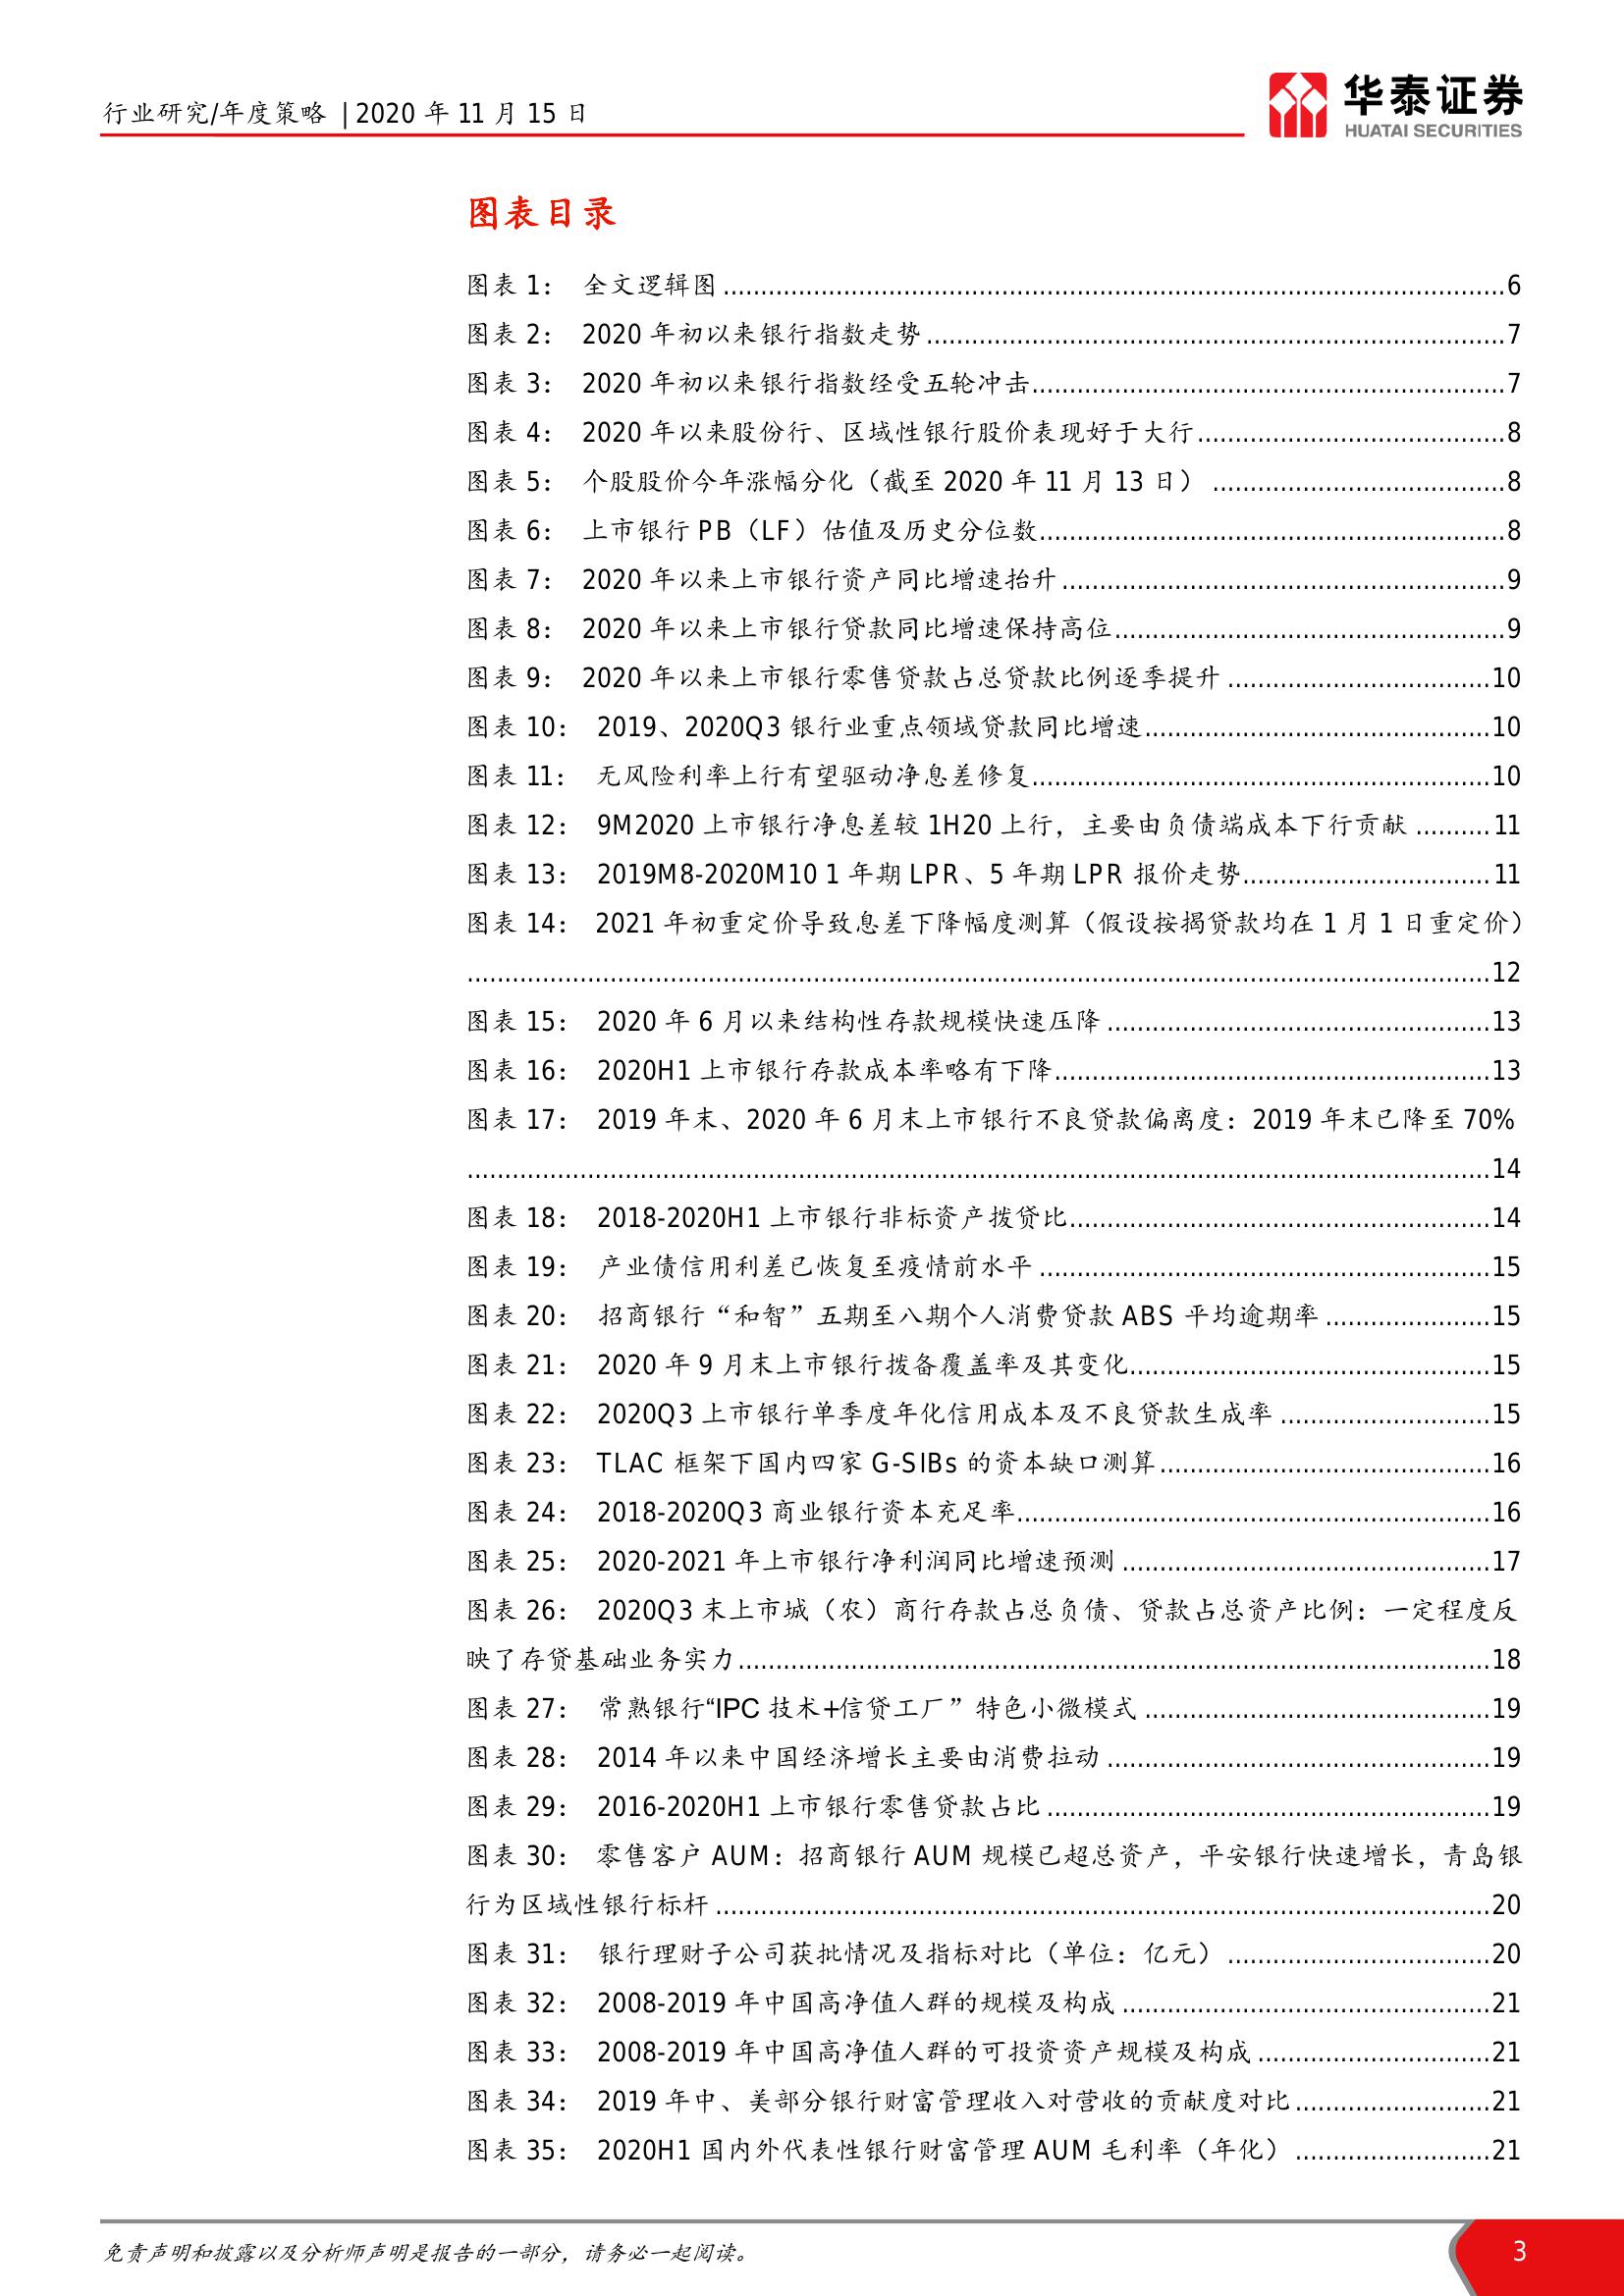 行业研究/年度策略 | 2020 年 11 月 15 日
华泰证券
HUATAI SECURITIES
图表目录
图表 1： 全文逻辑图........................................6
图表 2： 2020 年初以来银行指数走势........................................7
图表 3： 2020 年初以来银行指数经受五轮冲击........................................7
图表 4： 2020 年以来股份行、区域性银行股价表现好于大行........................................8
图表 5： 个股股价今年涨幅分化（截至 2020 年 11 月 13 日）........................................8
图表 6： 上市银行 PB（LF）估值及历史分位数........................................8
图表 7： 2020 年以来上市银行资产同比增速抬升........................................9
图表 8： 2020 年以来上市银行贷款同比增速保持高位........................................9
图表 9： 2020 年以来上市银行零售贷款占总贷款比例逐季提升........................................10
图表 10： 2019、2020Q3 银行业重点领域贷款同比增速........................................10
图表 11： 无风险利率上行有望驱动净息差修复........................................10
图表 12： 9M2020 上市银行净息差较 1H20 上行，主要由负债端成本下行贡献..........11
图表 13： 2019M8-2020M10 1 年期 LPR、5 年期 LPR 报价走势........................................11
图表 14： 2021 年初重定价导致息差下降幅度测算（假设按揭贷款均在 1 月 1 日重定价）
........................................12
图表 15： 2020 年 6 月以来结构性存款规模快速压降........................................13
图表 16： 2020H1 上市银行存款成本率略有下降........................................13
图表 17： 2019 年末、2020 年 6 月末上市银行不良贷款偏离度：2019 年末已降至 70%
........................................14
图表 18： 2018-2020H1 上市银行非标资产拨贷比........................................14
图表 19： 产业债信用利差已恢复至疫情前水平........................................15
图表 20： 招商银行“和智”五期至八期个人消费贷款 ABS 平均逾期率........................................15
图表 21： 2020 年 9 月末上市银行拨备覆盖率及其变化........................................15
图表 22： 2020Q3 上市银行单季度年化信用成本及不良贷款生成率........................................15
图表 23： TLAC 框架下国内四家 G-SIBs 的资本缺口测算........................................16
图表 24： 2018-2020Q3 商业银行资本充足率........................................16
图表 25： 2020-2021 年上市银行净利润同比增速预测........................................17
图表 26： 2020Q3 末上市城（农）商行存款占总负债、贷款占总资产比例：一定程度反
映了存贷基础业务实力........................................18
图表 27： 常熟银行“IPC 技术+信贷工厂”特色小微模式........................................19
图表 28： 2014 年以来中国经济增长主要由消费拉动........................................19
图表 29： 2016-2020H1 上市银行零售贷款占比........................................19
图表 30： 零售客户 AUM：招商银行 AUM 规模已超总资产，平安银行快速增长，青岛银
行为区域性银行标杆........................................20
图表 31： 银行理财子公司获批情况及指标对比（单位：亿元）........................................20
图表 32： 2008-2019 年中国高净值人群的规模及构成........................................21
图表 33： 2008-2019 年中国高净值人群的可投资资产规模及构成........................................21
图表 34： 2019 年中、美部分银行财富管理收入对营收的贡献度对比........................................21
图表 35： 2020H1 国内外代表性银行财富管理 AUM 毛利率（年化）........................................21
免责声明和披露以及分析师声明是报告的一部分，请务必一起阅读。
3